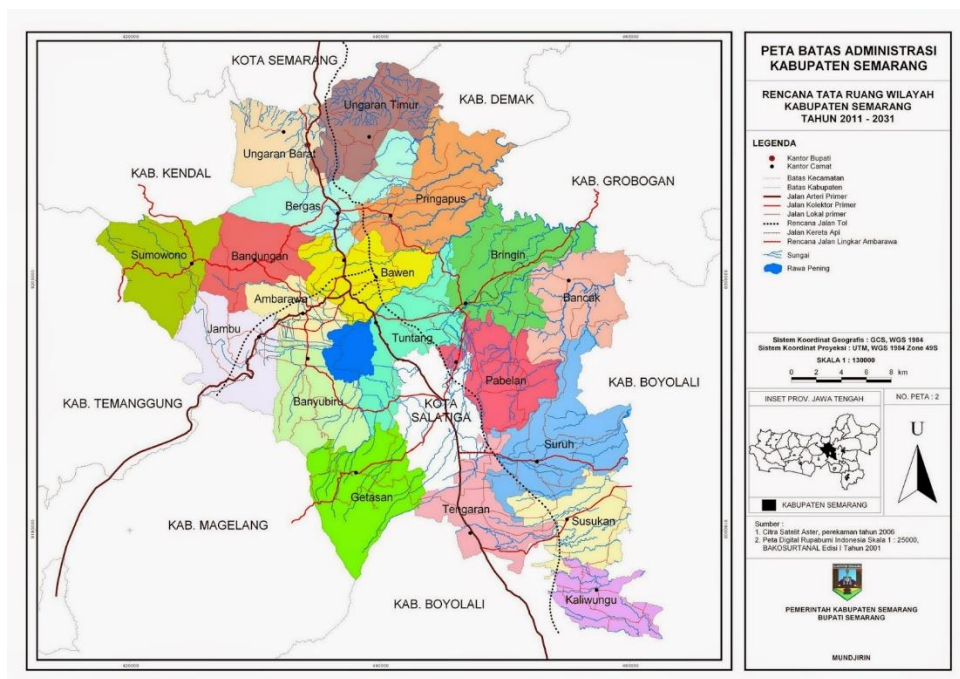 KOTA SEMARANG
KAB. DEMAK
Ungaran Timur
Ungaran Barat
KAB. KENDAL
KAB. GROBOGAN
Bergas
Pringapus
Sumowono
Bandungan
Bawen
Bringin
Bancak
Ambarawa
Jambu
Tuntang
Pabelan
KAB. BOYOLALI
KAB. TEMANGGUNG
Banyubiru
KOTA
SALATIGA
Suruh
Getasan
Tengaran
Susukan
KAB. MAGELANG
KAB. BOYOLALI
Kaliwungu
PETA BATAS ADMINISTRASI
KABUPATEN SEMARANG
RENCANA TATA RUANG WILAYAH
KABUPATEN SEMARANG
TAHUN 2011 - 2031
LEGENDA
Kantor Bupati
Kantor Camat
Batas Kecamatan
Batas Kabupaten
Jalan Arteri Primer
Jalan Kolektor Primer
Jalan Lokal primer
Rencana Jalan Tol
Jalan Kereta Api
Rencana Jalan Lingkar Ambarawa
Sungai
Rawa Pening
Sistem Koordinat Geografis : GCS, WGS 1984
Sistem Koordinat Proyeksi : UTM, WGS 1984 Zone 49S
SKALA 1 : 130000
0 2 4 6 8 km
INSET PROV. JAWA TENGAH
NO. PETA : 2
U
KABUPATEN SEMARANG
Sumber :
1. Citra Satelit Aster, perekaman tahun 2006
2. Peta Digital Rupabumi Indonesia Skala 1 : 25000,
BAKOSURTANAL Edisi I Tahun 2001
PEMERINTAH KABUPATEN SEMARANG
BUPATI SEMARANG
MUNDJIRIN